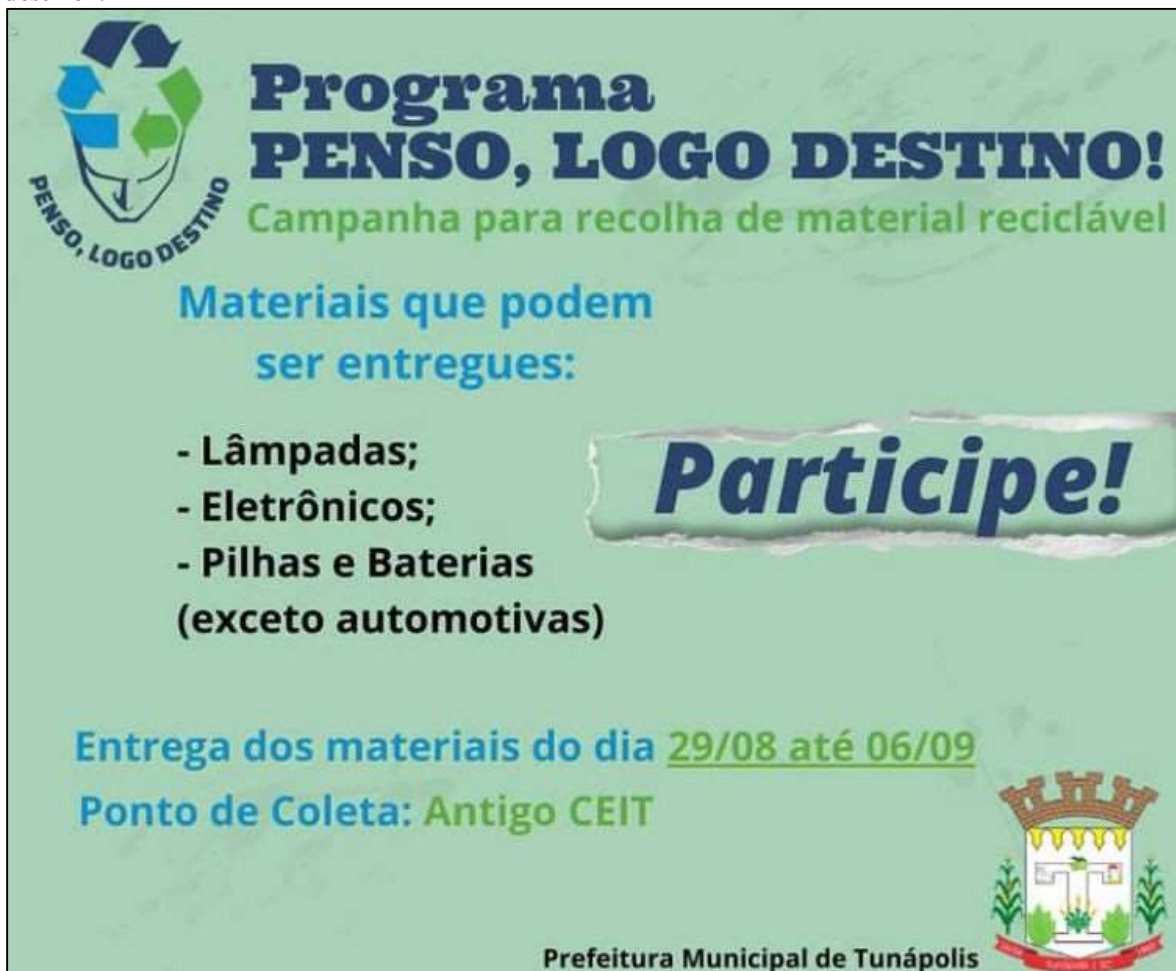 Programa
PENSO, LOGO DESTINO!
Campanha para recolha de material reciclável
PENSO, LOGO DESTINO
Materiais que podem
ser entregues:
- Lâmpadas;
- Eletrônicos;
- Pilhas e Baterias
(exceto automotivas)
Participe!
Entrega dos materiais do dia 29/08 até 06/09
Ponto de Coleta: Antigo CEIT
Prefeitura Municipal de Tunápolis